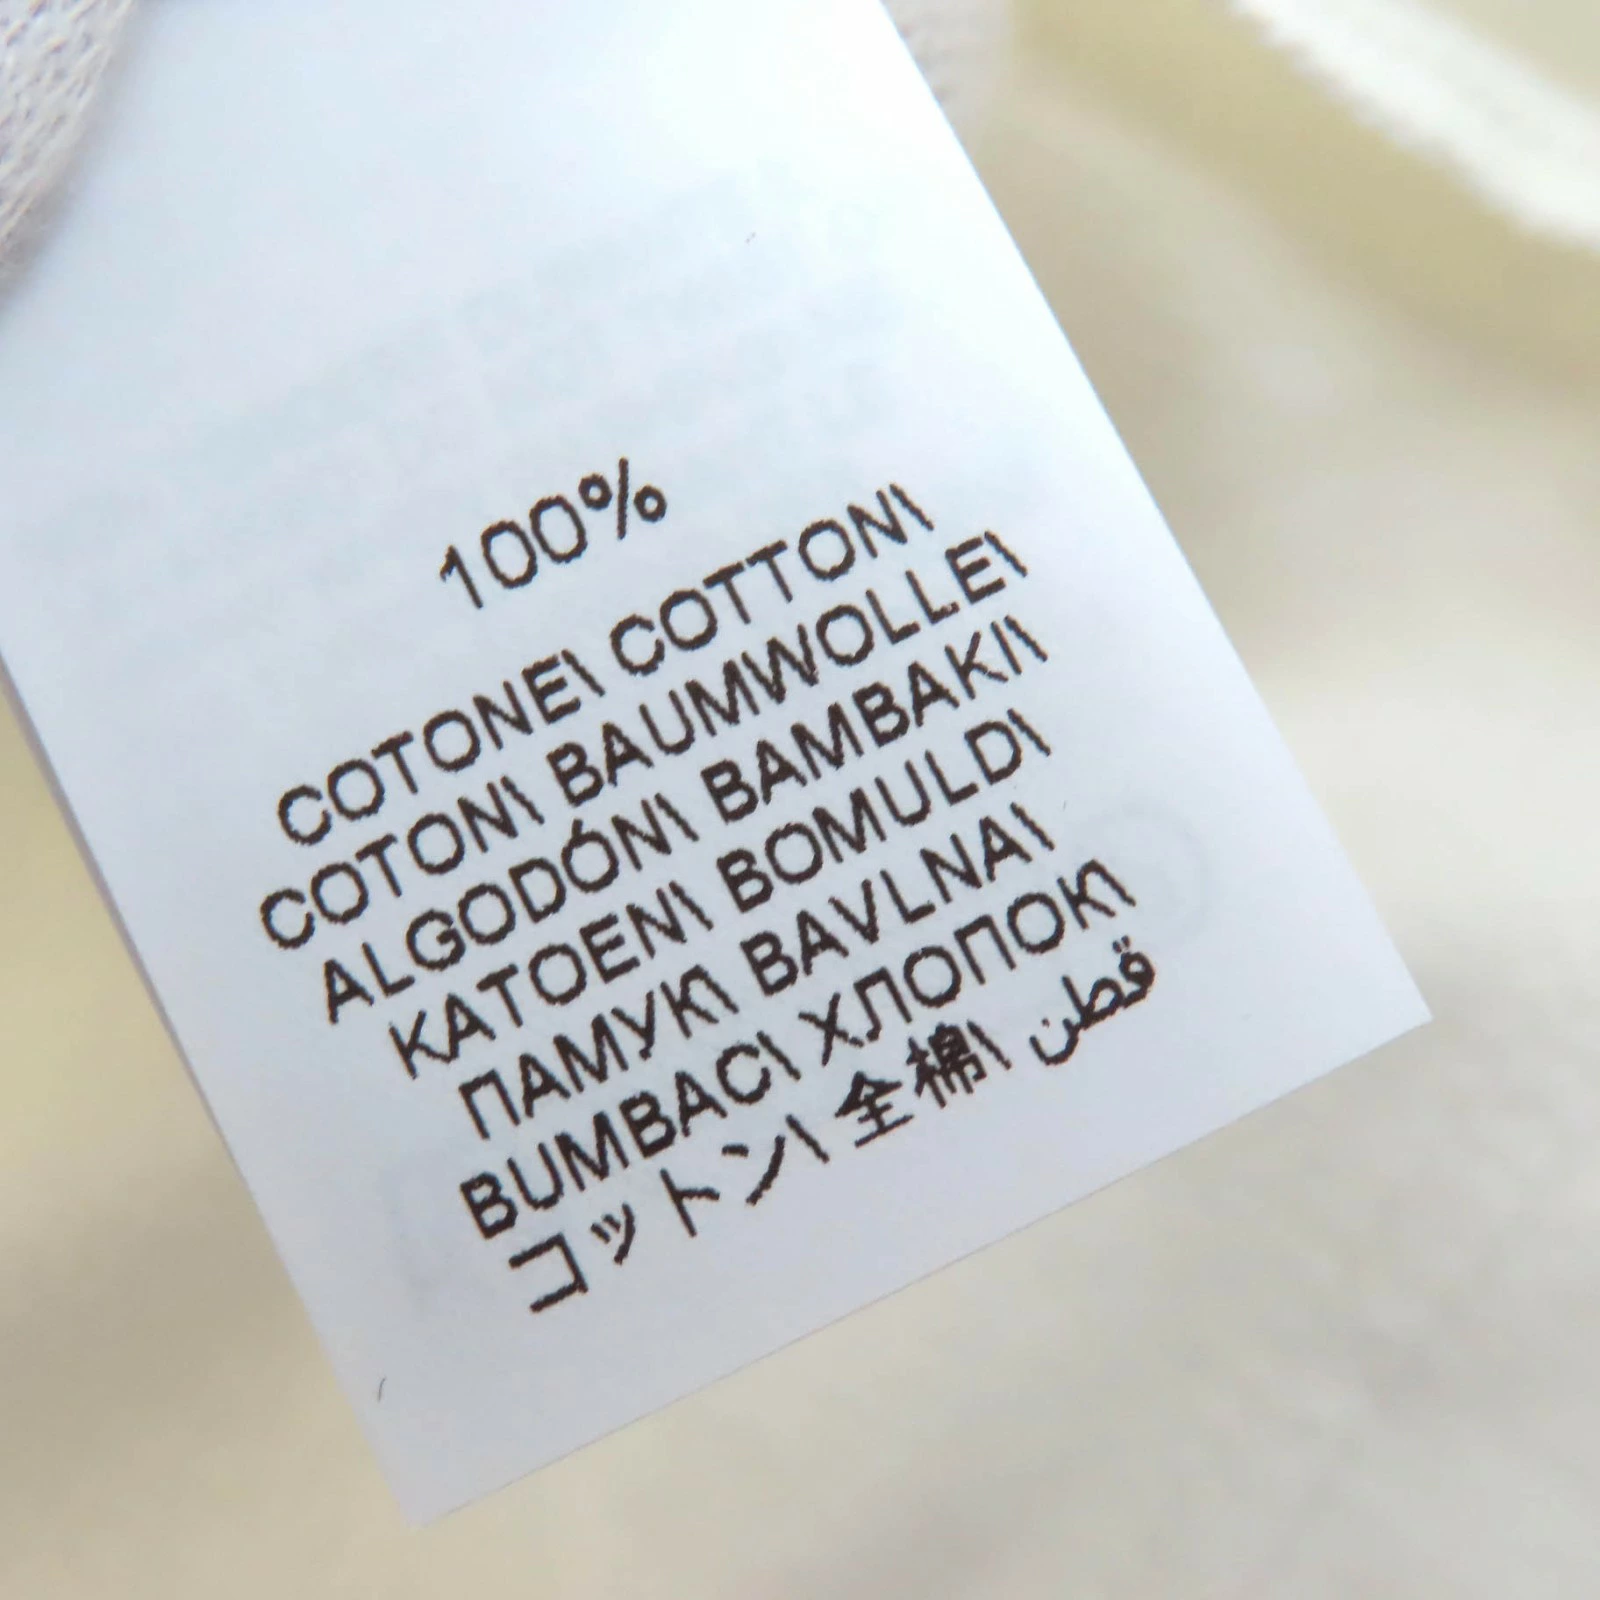 100%
COTONE\ COTTON\
COTON\ BAUMWOLLE\
ALGODÓN\ BAMBAKI\
KATOEN\ BOMULD\
ПАМУК\ BAVLNA\
BUMBAC\ ХЛОПОК\
コットン\ 全棉\ قطن